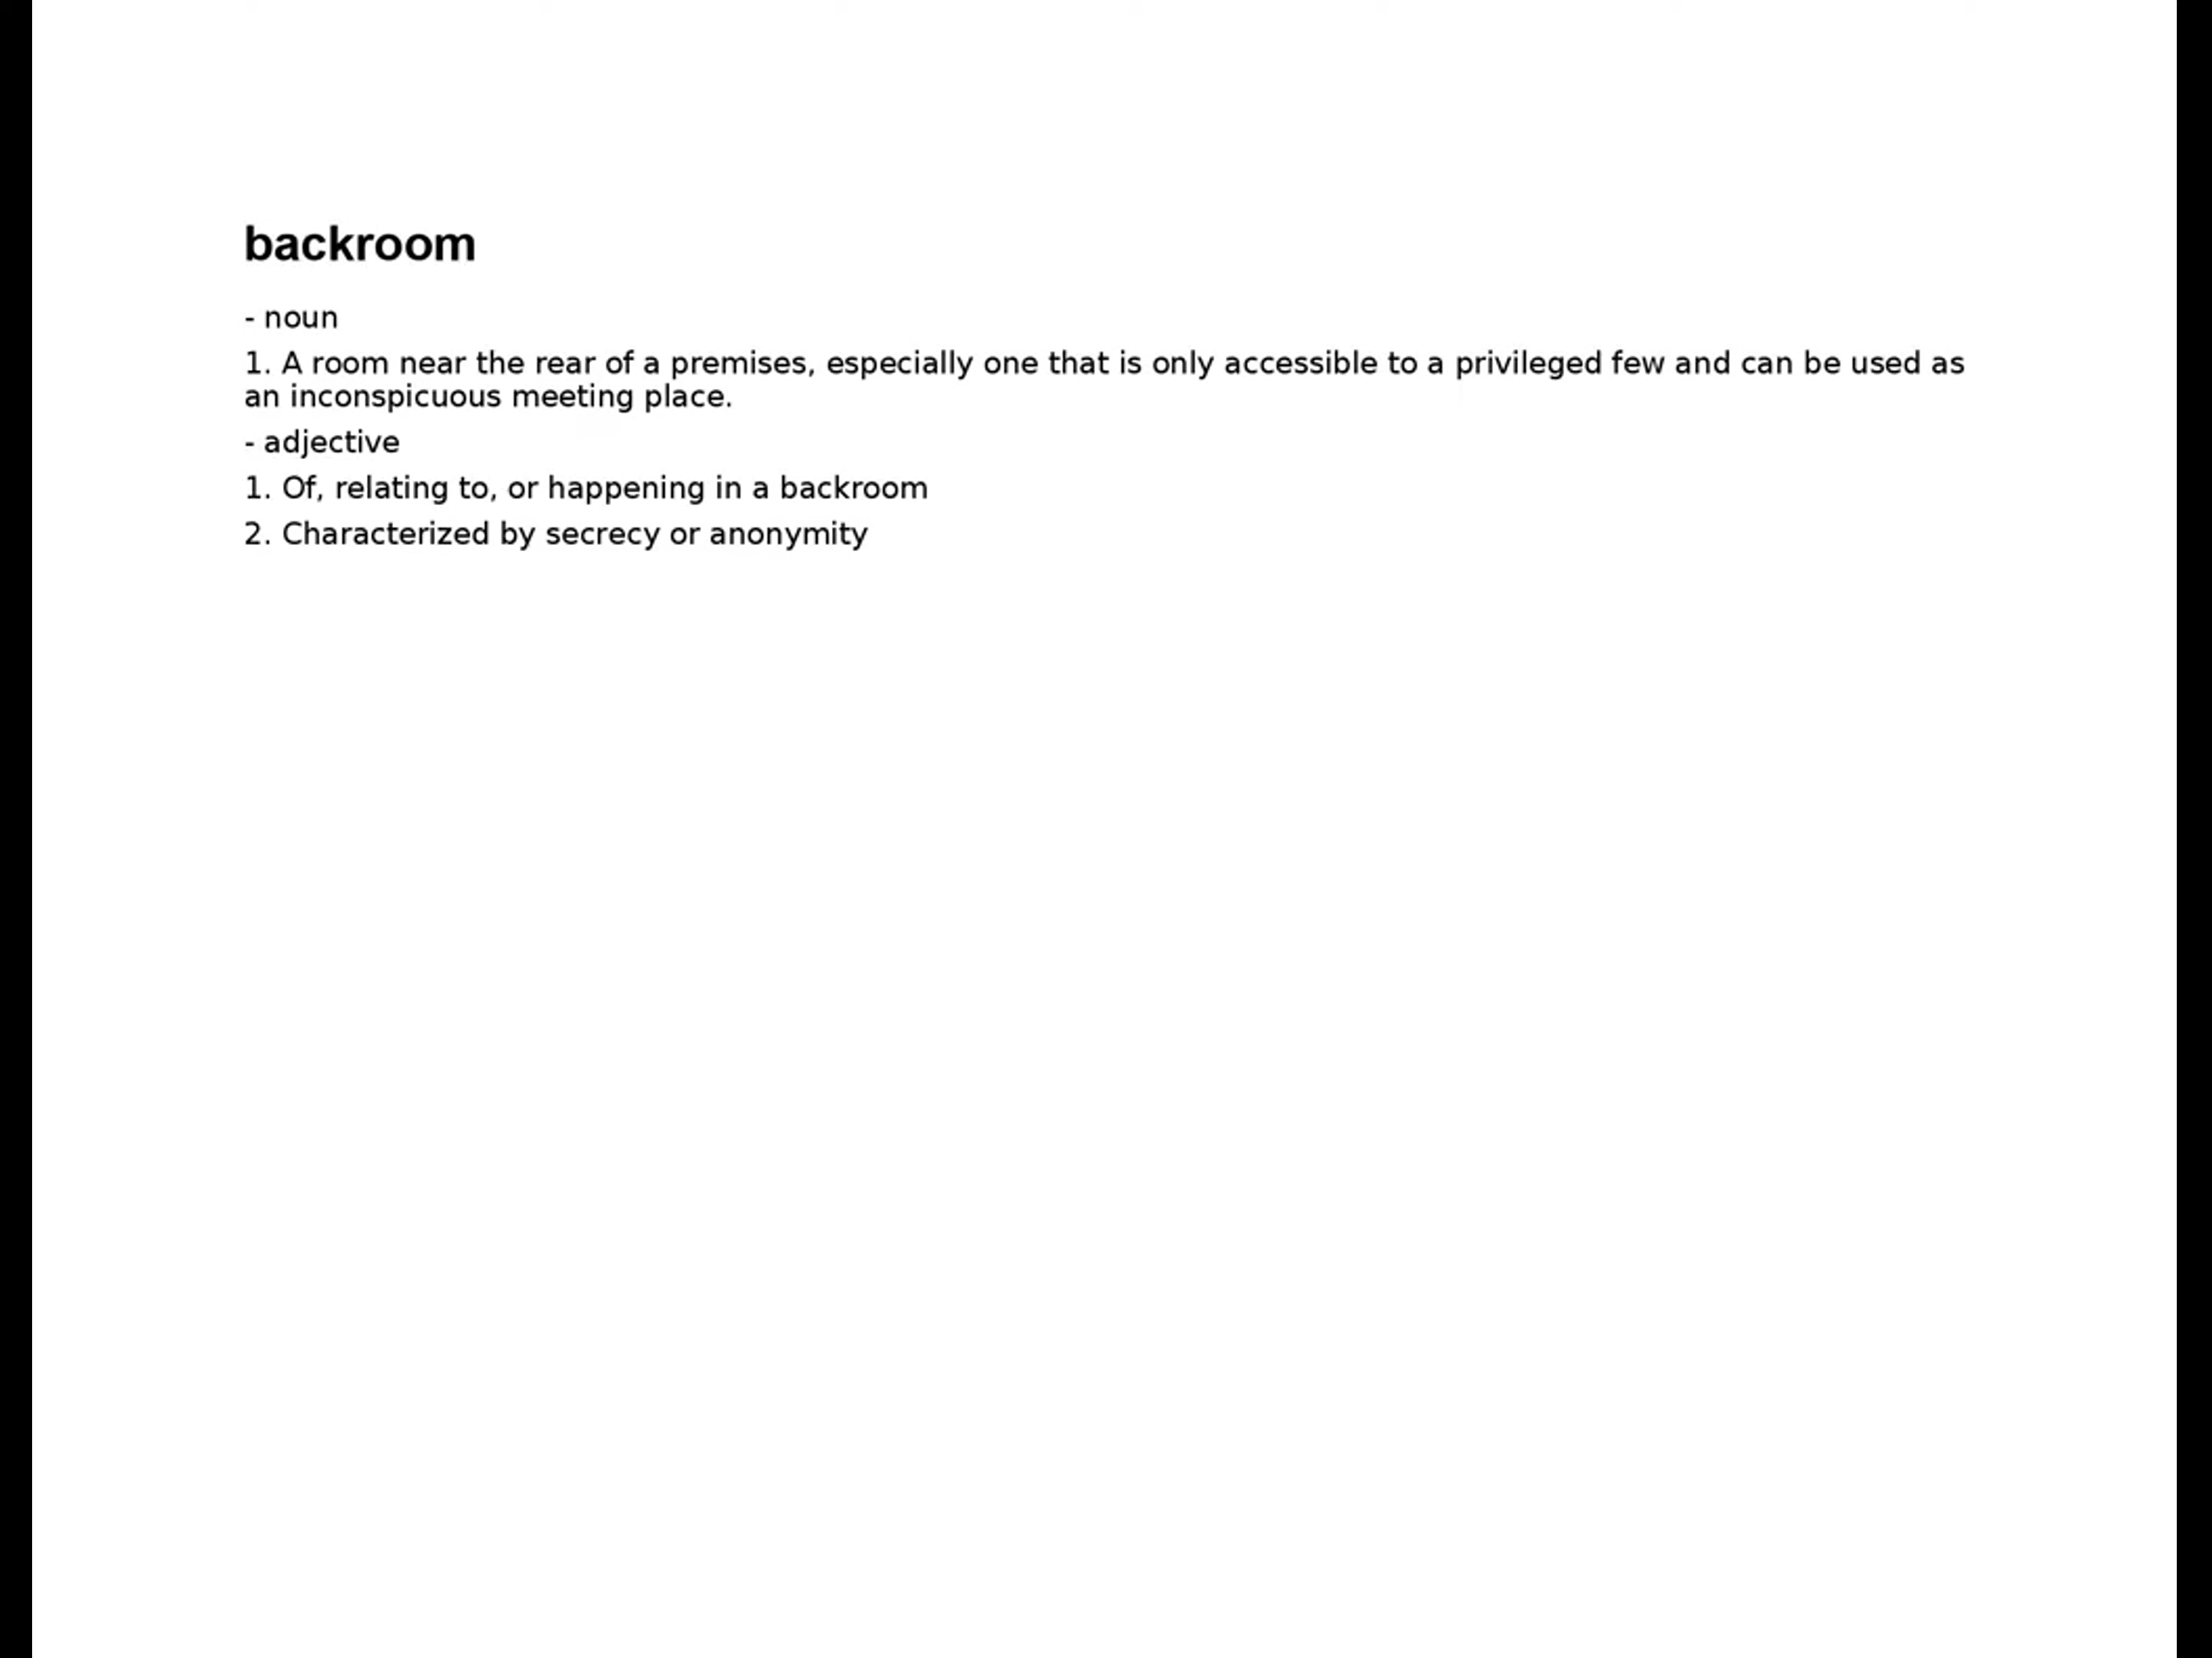 backroom
- noun
1. A room near the rear of a premises, especially one that is only accessible to a privileged few and can be used as
an inconspicuous meeting place.
- adjective
1. Of, relating to, or happening in a backroom
2. Characterized by secrecy or anonymity